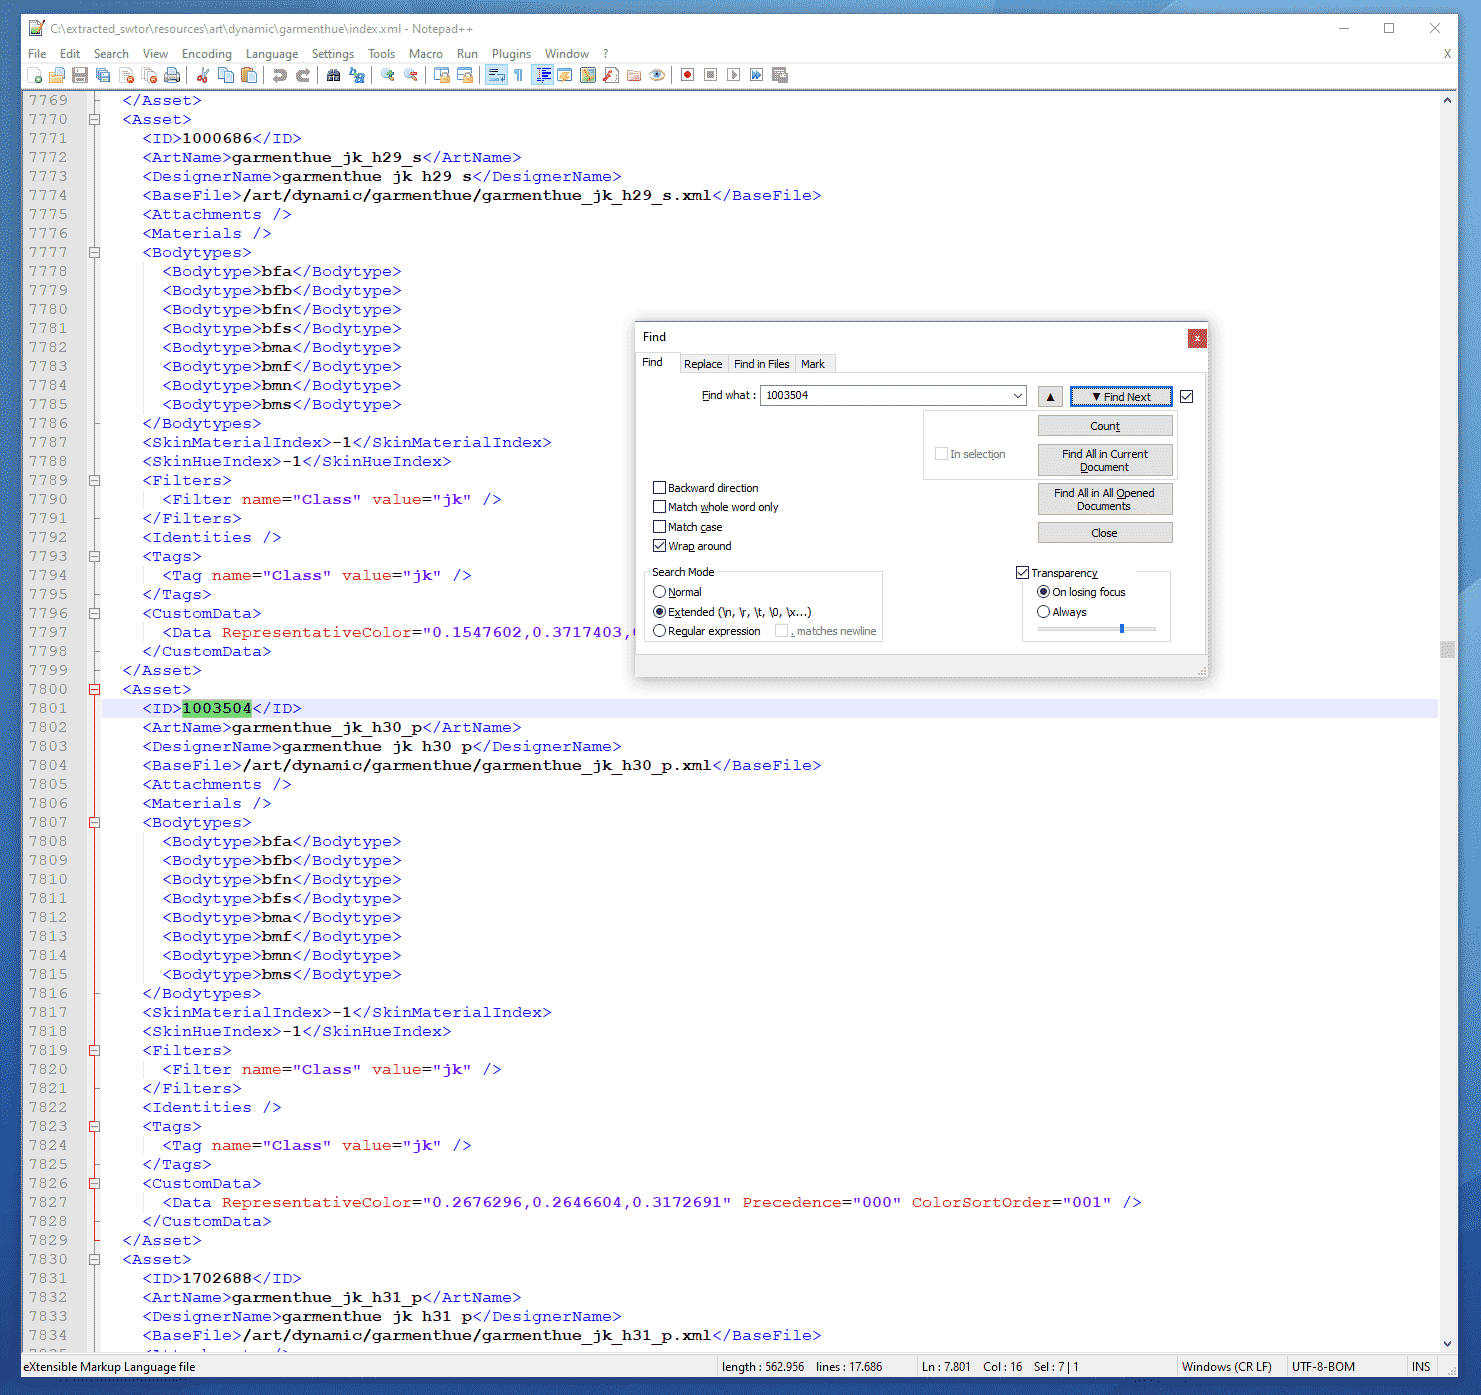 C:\extracted_swtor\resources\art\dynamic\garmenthue\index.xml - Notepad++
File Edit Search View Encoding Language Settings Tools Macro Run Plugins Window ? X
7769 </Asset>
7770 <Asset>
7771 <ID>1000686</ID>
7772 <ArtName>garmenthue_jk_h29_s</ArtName>
7773 <DesignerName>garmenthue jk h29 s</DesignerName>
7774 <BaseFile>/art/dynamic/garmenthue/garmenthue_jk_h29_s.xml</BaseFile>
7775 <Attachments />
7776 <Materials />
7777 <Bodytypes>
7778 <Bodytype>bfa</Bodytype>
7779 <Bodytype>bfb</Bodytype>
7780 <Bodytype>bfn</Bodytype>
7781 <Bodytype>bfs</Bodytype>
7782 <Bodytype>bma</Bodytype>
7783 <Bodytype>bmf</Bodytype>
7784 <Bodytype>bmn</Bodytype>
7785 <Bodytype>bms</Bodytype>
7786 </Bodytypes>
7787 <SkinMaterialIndex>-1</SkinMaterialIndex>
7788 <SkinHueIndex>-1</SkinHueIndex>
7789 <Filters>
7790 <Filter name="Class" value="jk" />
7791 </Filters>
7792 <Identities />
7793 <Tags>
7794 <Tag name="Class" value="jk" />
7795 </Tags>
7796 <CustomData>
7797 <Data RepresentativeColor="0.1547602,0.3717403,
7798 </CustomData>
7799 </Asset>
7800 <Asset>
7801 <ID>1003504</ID>
7802 <ArtName>garmenthue_jk_h30_p</ArtName>
7803 <DesignerName>garmenthue jk h30 p</DesignerName>
7804 <BaseFile>/art/dynamic/garmenthue/garmenthue_jk_h30_p.xml</BaseFile>
7805 <Attachments />
7806 <Materials />
7807 <Bodytypes>
7808 <Bodytype>bfa</Bodytype>
7809 <Bodytype>bfb</Bodytype>
7810 <Bodytype>bfn</Bodytype>
7811 <Bodytype>bfs</Bodytype>
7812 <Bodytype>bma</Bodytype>
7813 <Bodytype>bmf</Bodytype>
7814 <Bodytype>bmn</Bodytype>
7815 <Bodytype>bms</Bodytype>
7816 </Bodytypes>
7817 <SkinMaterialIndex>-1</SkinMaterialIndex>
7818 <SkinHueIndex>-1</SkinHueIndex>
7819 <Filters>
7820 <Filter name="Class" value="jk" />
7821 </Filters>
7822 <Identities />
7823 <Tags>
7824 <Tag name="Class" value="jk" />
7825 </Tags>
7826 <CustomData>
7827 <Data RepresentativeColor="0.2676296,0.2646604,0.3172691" Precedence="000" ColorSortOrder="001" />
7828 </CustomData>
7829 </Asset>
7830 <Asset>
7831 <ID>1702688</ID>
7832 <ArtName>garmenthue_jk_h31_p</ArtName>
7833 <DesignerName>garmenthue jk h31 p</DesignerName>
7834 <BaseFile>/art/dynamic/garmenthue/garmenthue_jk_h31_p.xml</BaseFile>
Find
Find Replace Find in Files Mark
Find what : 1003504
▲ ▼ Find Next
Count
In selection
Find All in Current
Document
Find All in All Opened
Documents
Close
Backward direction
Match whole word only
Match case
Wrap around
Search Mode
Normal
Extended (\n, \r, \t, \0, \x...)
Regular expression . matches newline
Transparency
On losing focus
Always
eXtensible Markup Language file length : 562.956 lines : 17.686 Ln : 7.801 Col : 16 Sel : 7 | 1 Windows (CR LF) UTF-8-BOM INS